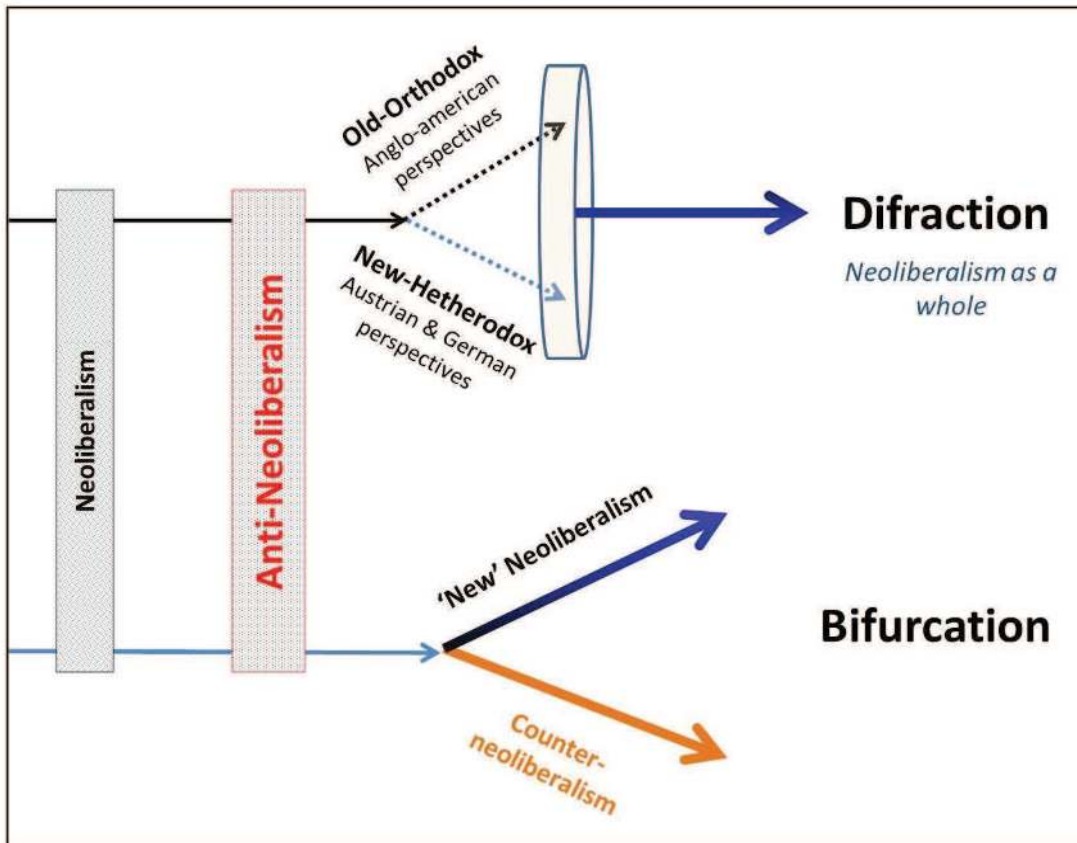 Neoliberalism
Anti-Neoliberalism
Old-Orthodox
Anglo-american
perspectives
New-Hetherodox
Austrian & German
perspectives
Difraction
Neoliberalism as a
whole
'New' Neoliberalism
Counter-
neoliberalism
Bifurcation